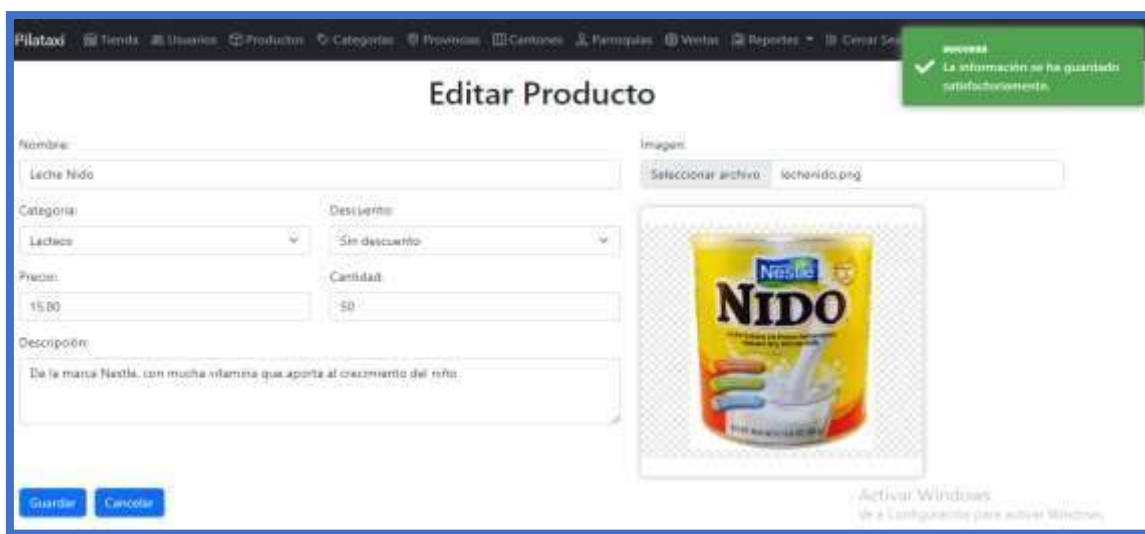 Pilataxi Tienda Usuarios Productos Categorías Provincias Cantones Parroquias Ventas Reportes Cerrar
success
La información se ha guardado
satisfactoriamente.
Editar Producto
Nombre:
Leche Nido
Imagen:
Seleccionar archivo lechenido.png
Categoría:
Lacteos
Descuento:
Sin descuento
Precio:
15.80
Cantidad:
50
Descripción:
De la marca Nestle, con mucha vitamina que aporta al crecimiento del niño.
Nestlé
NIDO
Guardar Cancelar
Activar Windows
Ve a Configuración para activar Windows.